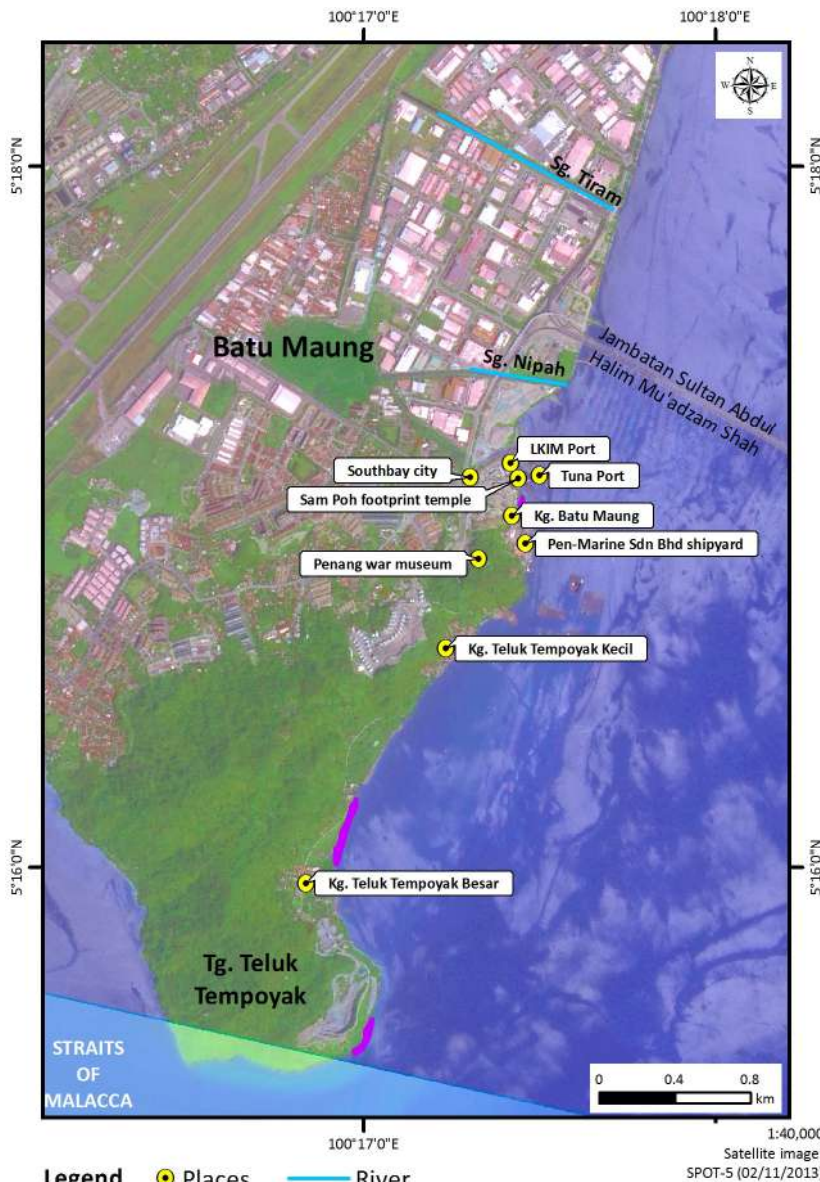 100°17'0"E
100°18'0"E
N
W
E
S
5°18'0"N
5°18'0"N
Sg. Tiram
Batu Maung
Sg. Nipah
Jambatan Sultan Abdul
Halim Mu'adzam Shah
LKIM Port
Southbay city
Tuna Port
Sam Poh footprint temple
Kg. Batu Maung
Pen-Marine Sdn Bhd shipyard
Penang war museum
Kg. Teluk Tempoyak Kecil
5°16'0"N
5°16'0"N
Kg. Teluk Tempoyak Besar
Tg. Teluk
Tempoyak
STRAITS
OF
MALACCA
0
0.4
0.8
km
100°17'0"E
1:40,000
Satellite image
SPOT-5 (02/11/2013)
Legend
Places
River